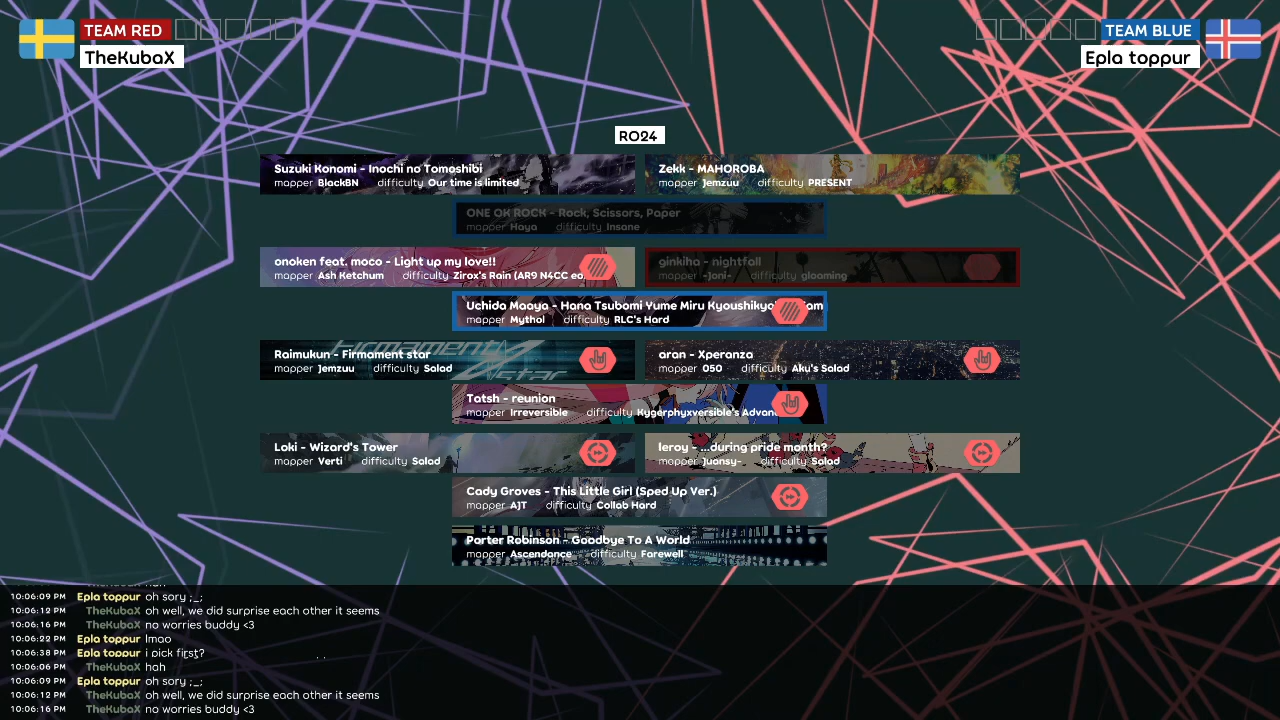 TEAM RED
TheKubaX
TEAM BLUE
Epla toppur
RO24
Suzuki Konomi - Inochi no Tomoshibi
mapper BlackBN difficulty Our time is limited
Zekk - MAHOROBA
mapper Jemzuu difficulty PRESENT
ONE OK ROCK - Rock, Scissors, Paper
mapper Haya difficulty Insane
onoken feat. moco - Light up my love!!
mapper Ash Ketchum difficulty Zirox's Rain (AR9 N4CC
ginkiha - nightfall
mapper -joni- difficulty glooming
Uchida Maaya - Hana Tsubomi Yume Miru
mapper Mythol difficulty RLC's Hard
Raimukun - Firmament star
mapper Jemzuu difficulty Salad
aran - Xperanza
mapper 050 difficulty Aku's Salad
Tatsh - reunion
mapper Irreversible difficulty Kygerphyxversible's
Loki - Wizard's Tower
mapper Verti difficulty Salad
leroy - ...during pride month?
mapper Juansy- difficulty Salad
Cady Groves - This Little Girl (Sped Up Ver.)
mapper AJT difficulty Collab Hard
Porter Robinson - Goodbye To A World
mapper Ascendance difficulty Farewell
10:06:09 PM Epla toppur oh sory ;_;
10:06:12 PM TheKubaX oh well, we did surprise each other it seems
10:06:16 PM TheKubaX no worries buddy <3
10:06:22 PM Epla toppur lmao
10:06:38 PM Epla toppur i pick first?
10:06:06 PM TheKubaX hah
10:06:09 PM Epla toppur oh sory ;_;
10:06:12 PM TheKubaX oh well, we did surprise each other it seems
10:06:16 PM TheKubaX no worries buddy <3